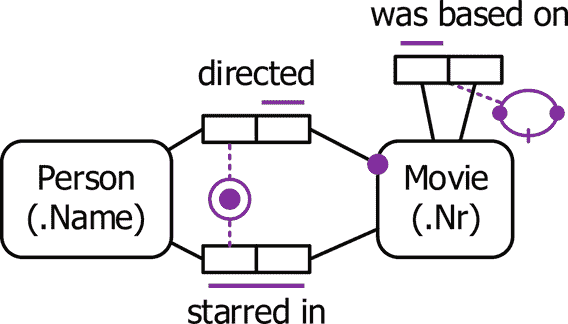 was based on
directed
Person
(.Name)
Movie
(.Nr)
starred in